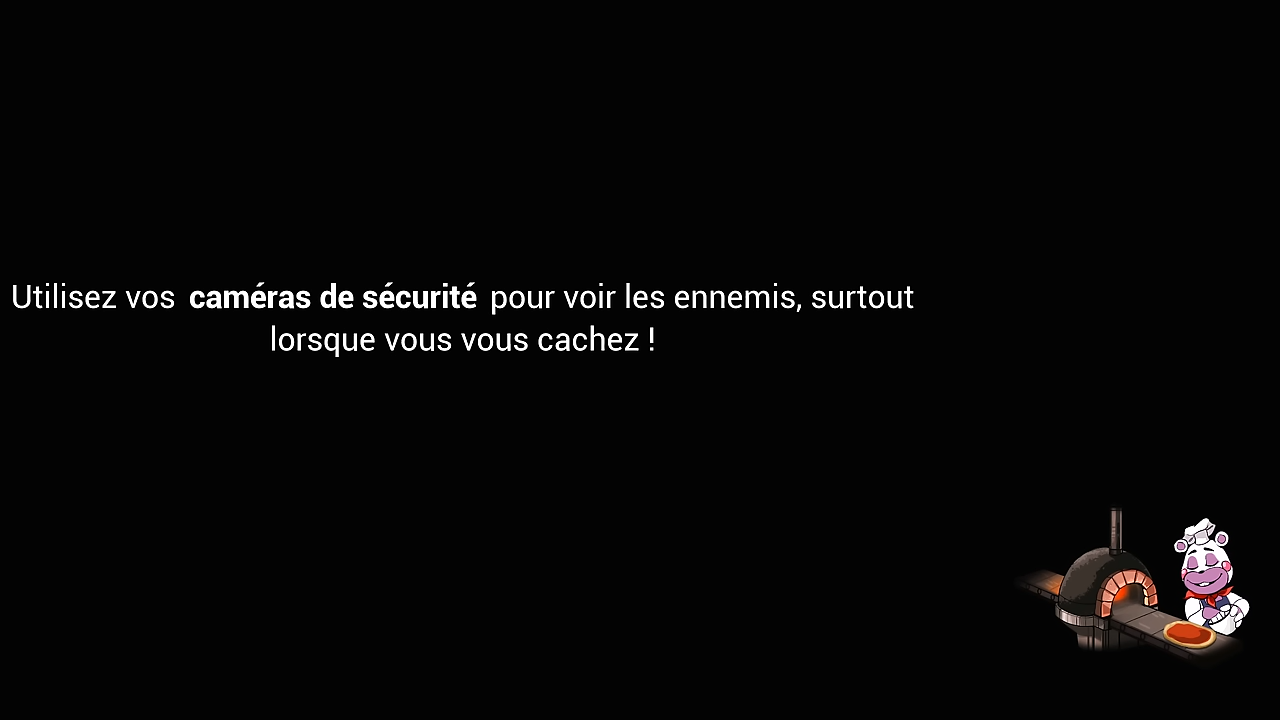 Utilisez vos caméras de sécurité pour voir les ennemis, surtout
lorsque vous vous cachez !